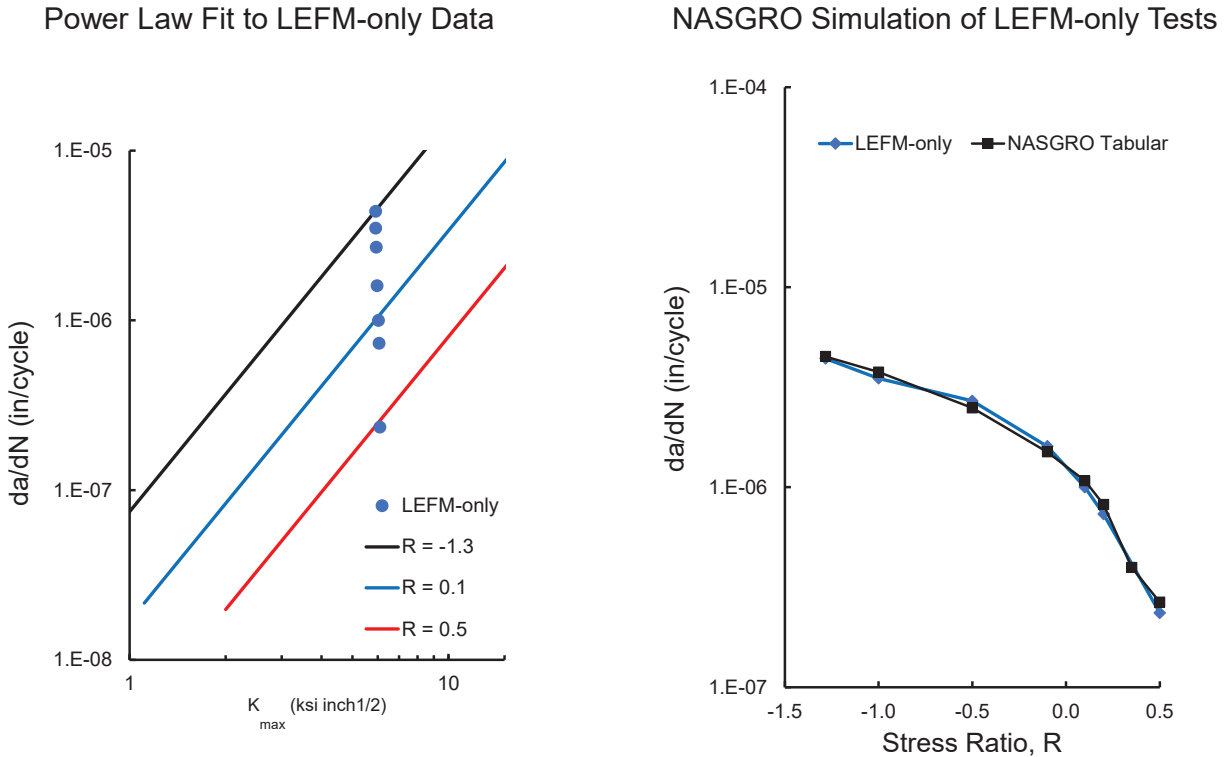 Power Law Fit to LEFM-only Data
1.E-05
1.E-06
1.E-07
1.E-08
da/dN (in/cycle)
LEFM-only
R = -1.3
R = 0.1
R = 0.5
1
10
K max (ksi inch1/2)
NASGRO Simulation of LEFM-only Tests
1.E-04
1.E-05
1.E-06
1.E-07
da/dN (in/cycle)
LEFM-only
NASGRO Tabular
-1.5
-1.0
-0.5
0.0
0.5
Stress Ratio, R